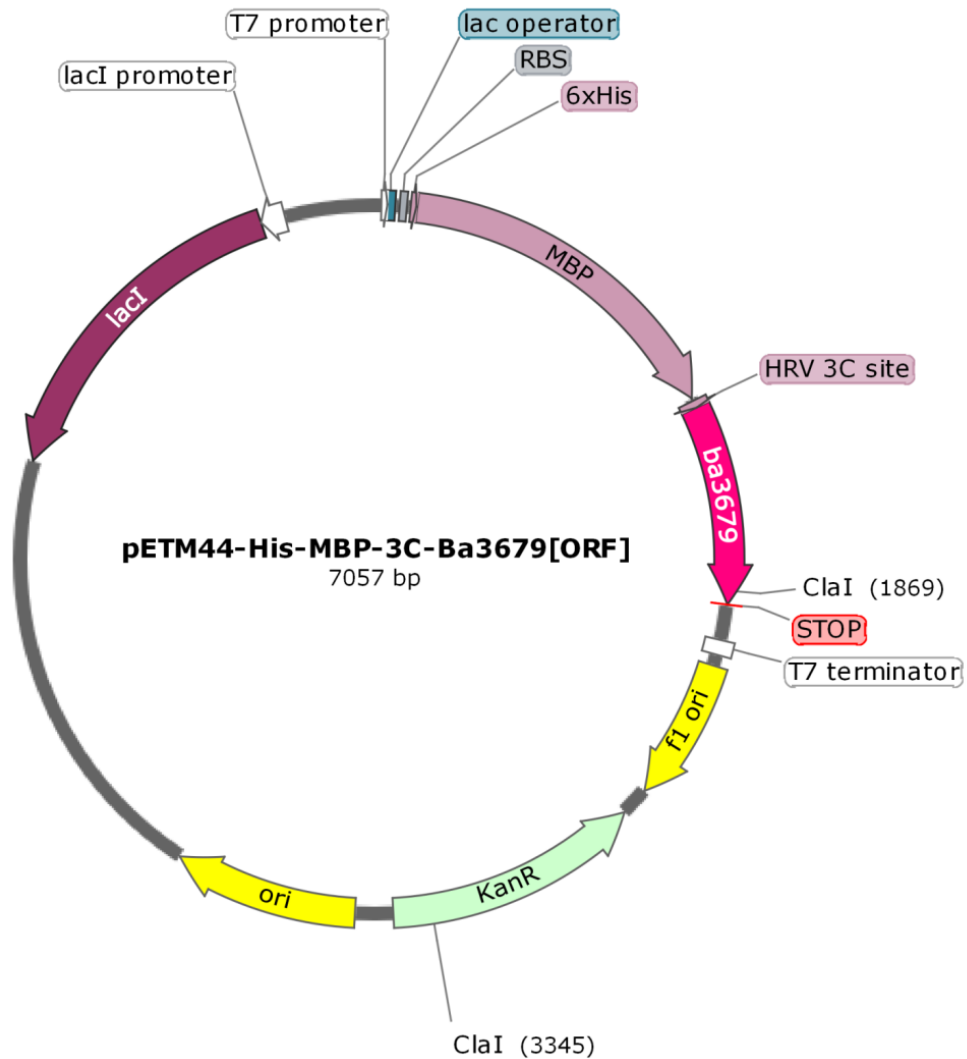 T7 promoter
lac operator
RBS
lacI promoter
6xHis
MBP
lacI
HRV 3C site
ba3679
pETM44-His-MBP-3C-Ba3679[ORF]
7057 bp
ClaI (1869)
STOP
T7 terminator
f1 ori
KanR
ori
ClaI (3345)